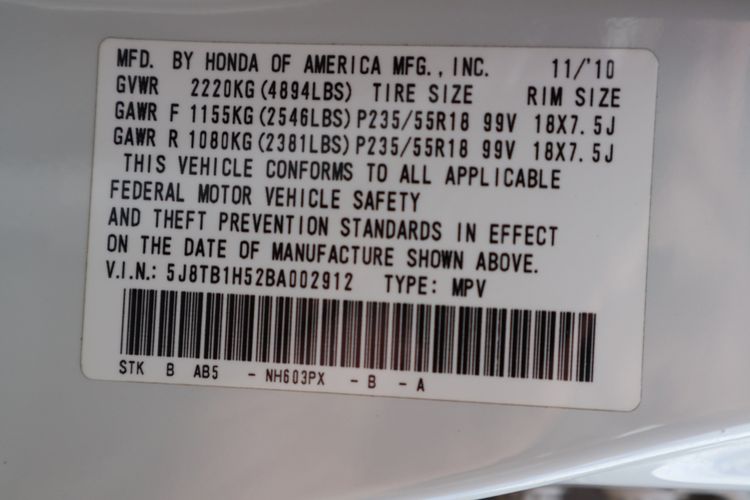 MFD. BY HONDA OF AMERICA MFG., INC. 11/'10
GVWR 2220KG(4894LBS) TIRE SIZE RIM SIZE
GAWR F 1155KG(2546LBS)P235/55R18 99V 18X7.5J
GAWR R 1080KG(2381LBS)P235/55R18 99V 18X7.5J
THIS VEHICLE CONFORMS TO ALL APPLICABLE
FEDERAL MOTOR VEHICLE SAFETY
AND THEFT PREVENTION STANDARDS IN EFFECT
ON THE DATE OF MANUFACTURE SHOWN ABOVE.
V.I.N.: 5J8TB1H52BA002912 TYPE: MPV
STK B AB5 - NH603PX - B - A